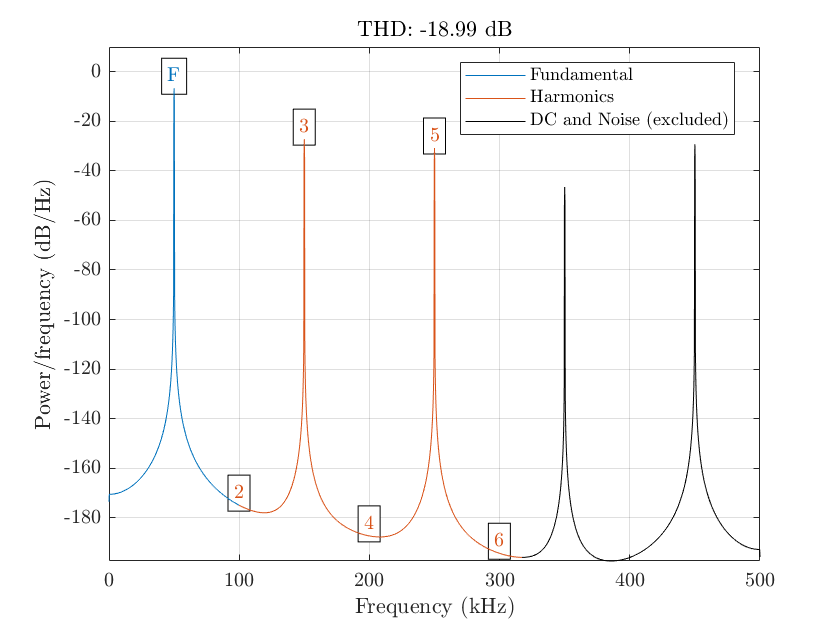 THD: -18.99 dB
F
3
5
2
4
6
Fundamental
Harmonics
DC and Noise (excluded)
Power/frequency (dB/Hz)
0
-20
-40
-60
-80
-100
-120
-140
-160
-180
0 100 200 300 400 500
Frequency (kHz)